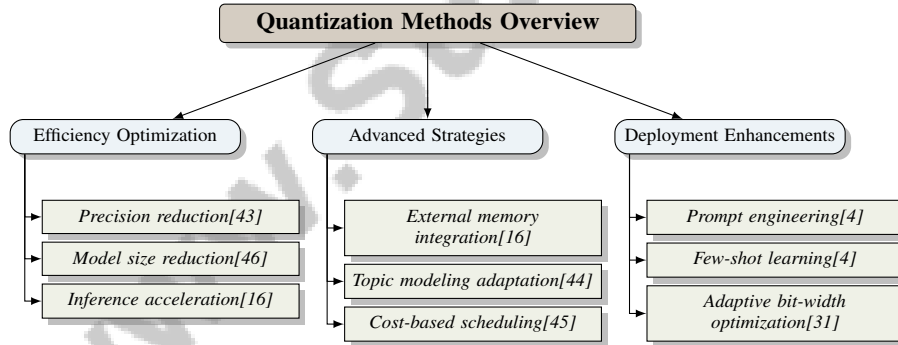 Quantization Methods Overview
Efficiency Optimization
Precision reduction[43]
Model size reduction[46]
Inference acceleration[16]
Advanced Strategies
External memory
integration[16]
Topic modeling adaptation[44]
Cost-based scheduling[45]
Deployment Enhancements
Prompt engineering[4]
Few-shot learning[4]
Adaptive bit-width
optimization[31]